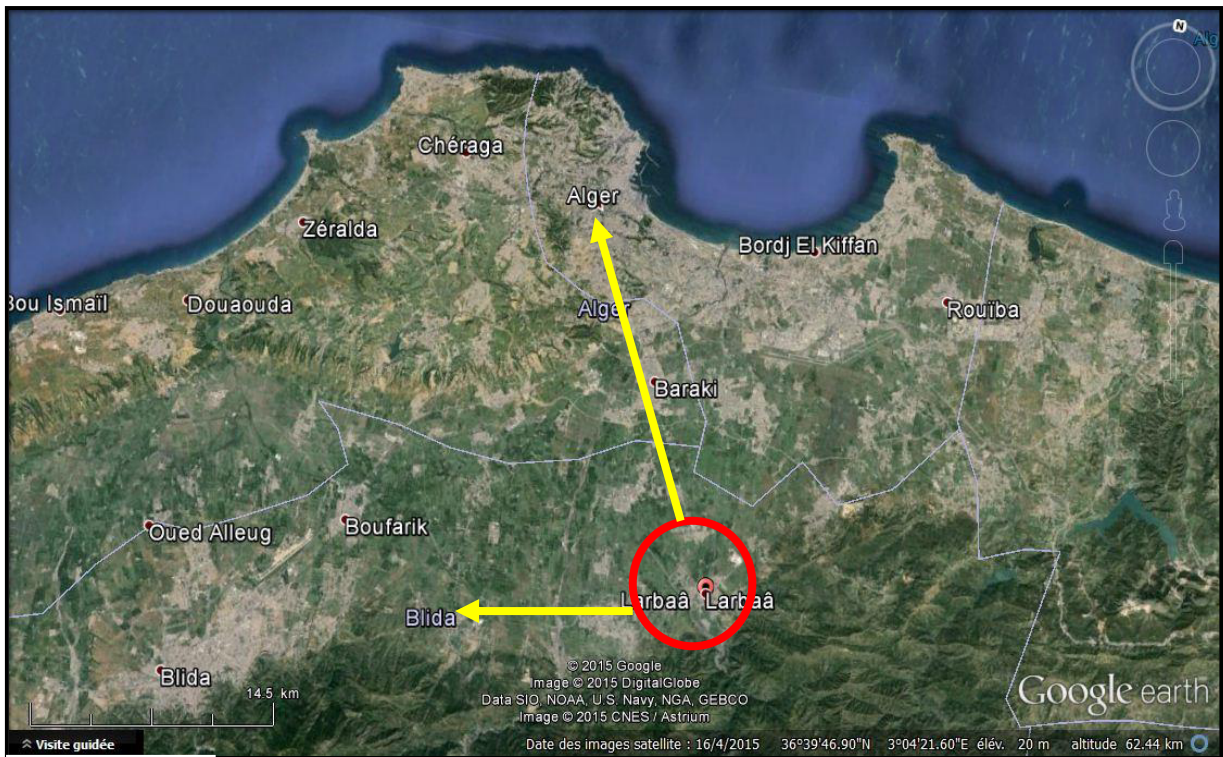 N
Alg
Chéraga
Alger
Zéralda
Bordj El Kiffan
Bou Ismaïl
Douaouda
Alger
Rouïba
Baraki
Oued Alleug
Boufarik
Larbaâ
Larbaâ
Blida
Blida
14.5 km
© 2015 Google
Image © 2015 DigitalGlobe
Data SIO, NOAA, U.S. Navy, NGA, GEBCO
Image © 2015 CNES / Astrium
Google earth
Visite guidée
Date des images satellite : 16/4/2015 36°39'46.90"N 3°04'21.60"E élév. 20 m altitude 62.44 km